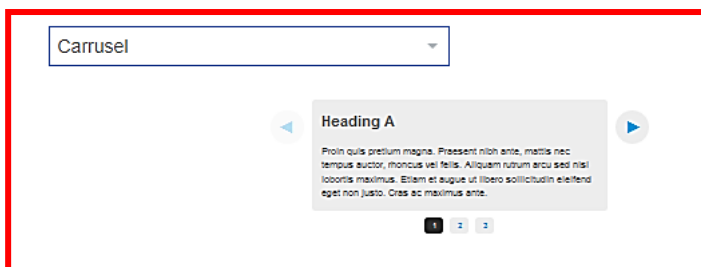 Carrusel
Heading A
Proin quis pretium magna. Praesent nibh ante, mattis nec
tempus auctor, rhoncus vel felis. Aliquam rutrum arcu sed nisl
lobortis maximus. Etiam et augue ut libero sollicitudin eleifend
eget non justo. Cras ac maximus ante.
1 2 3